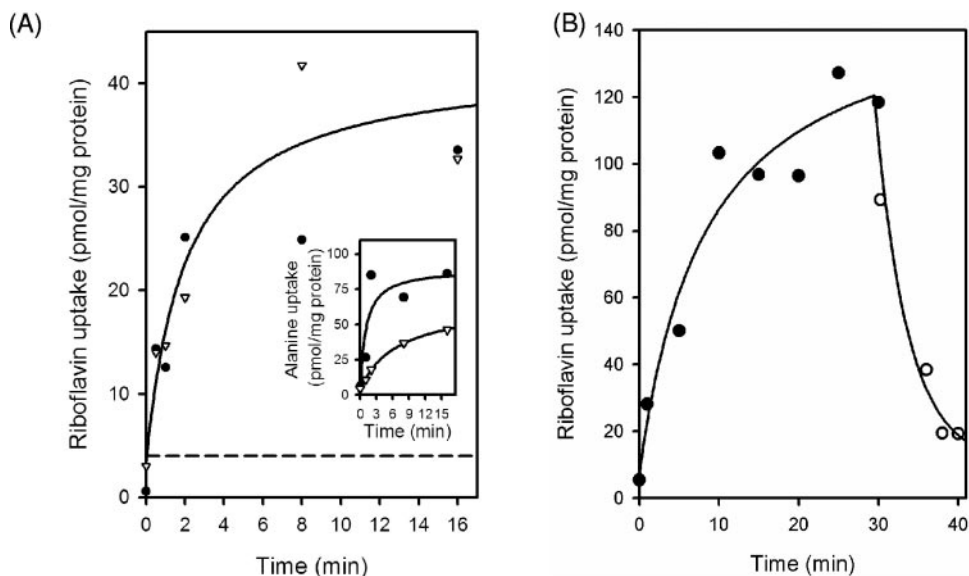 (A)
Riboflavin uptake (pmol/mg protein)
40
30
20
10
0
0 2 4 6 8 10 12 14 16
Time (min)
Alanine uptake
(pmol/mg protein)
100
75
50
25
0
0 3 6 9 12 15
Time (min)
(B)
Riboflavin uptake (pmol/mg protein)
140
120
100
80
60
40
20
0
0 10 20 30 40
Time (min)